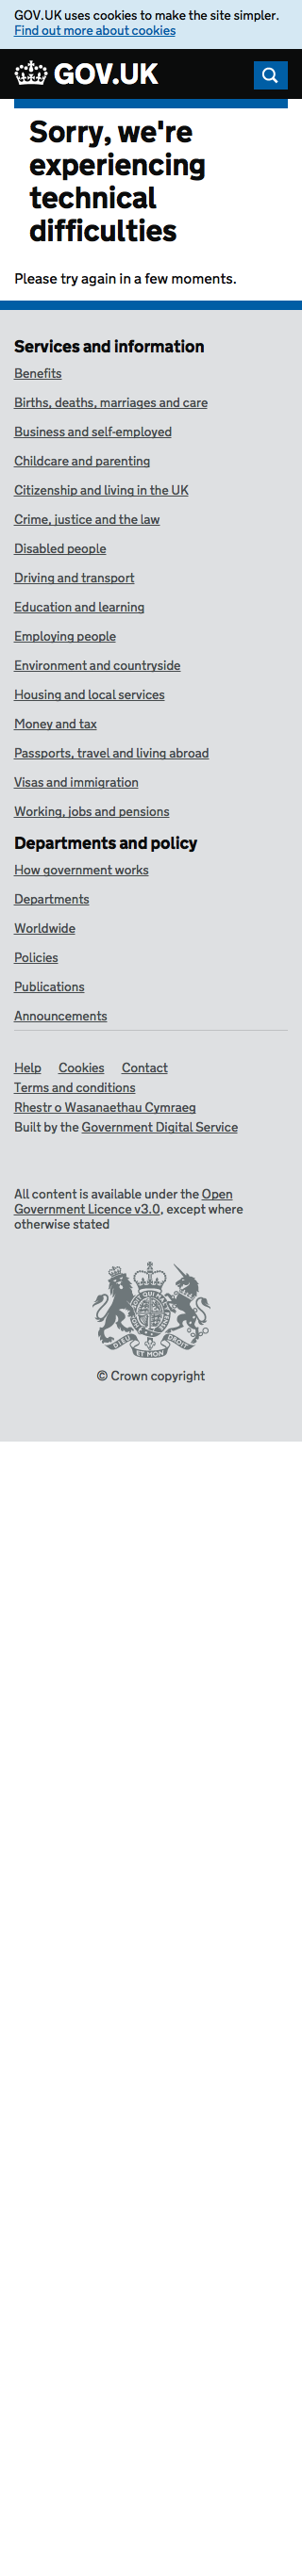 GOV.UK uses cookies to make the site simpler.
Find out more about cookies
GOV.UK
Sorry, we're
experiencing
technical
difficulties
Please try again in a few moments.
Services and information
Benefits
Births, deaths, marriages and care
Business and self-employed
Childcare and parenting
Citizenship and living in the UK
Crime, justice and the law
Disabled people
Driving and transport
Education and learning
Employing people
Environment and countryside
Housing and local services
Money and tax
Passports, travel and living abroad
Visas and immigration
Working, jobs and pensions
Departments and policy
How government works
Departments
Worldwide
Policies
Publications
Announcements
Help Cookies Contact
Terms and conditions
Rhestr o Wasanaethau Cymraeg
Built by the Government Digital Service
All content is available under the Open
Government Licence v3.0, except where
otherwise stated
DIEU ET MON DROIT
© Crown copyright